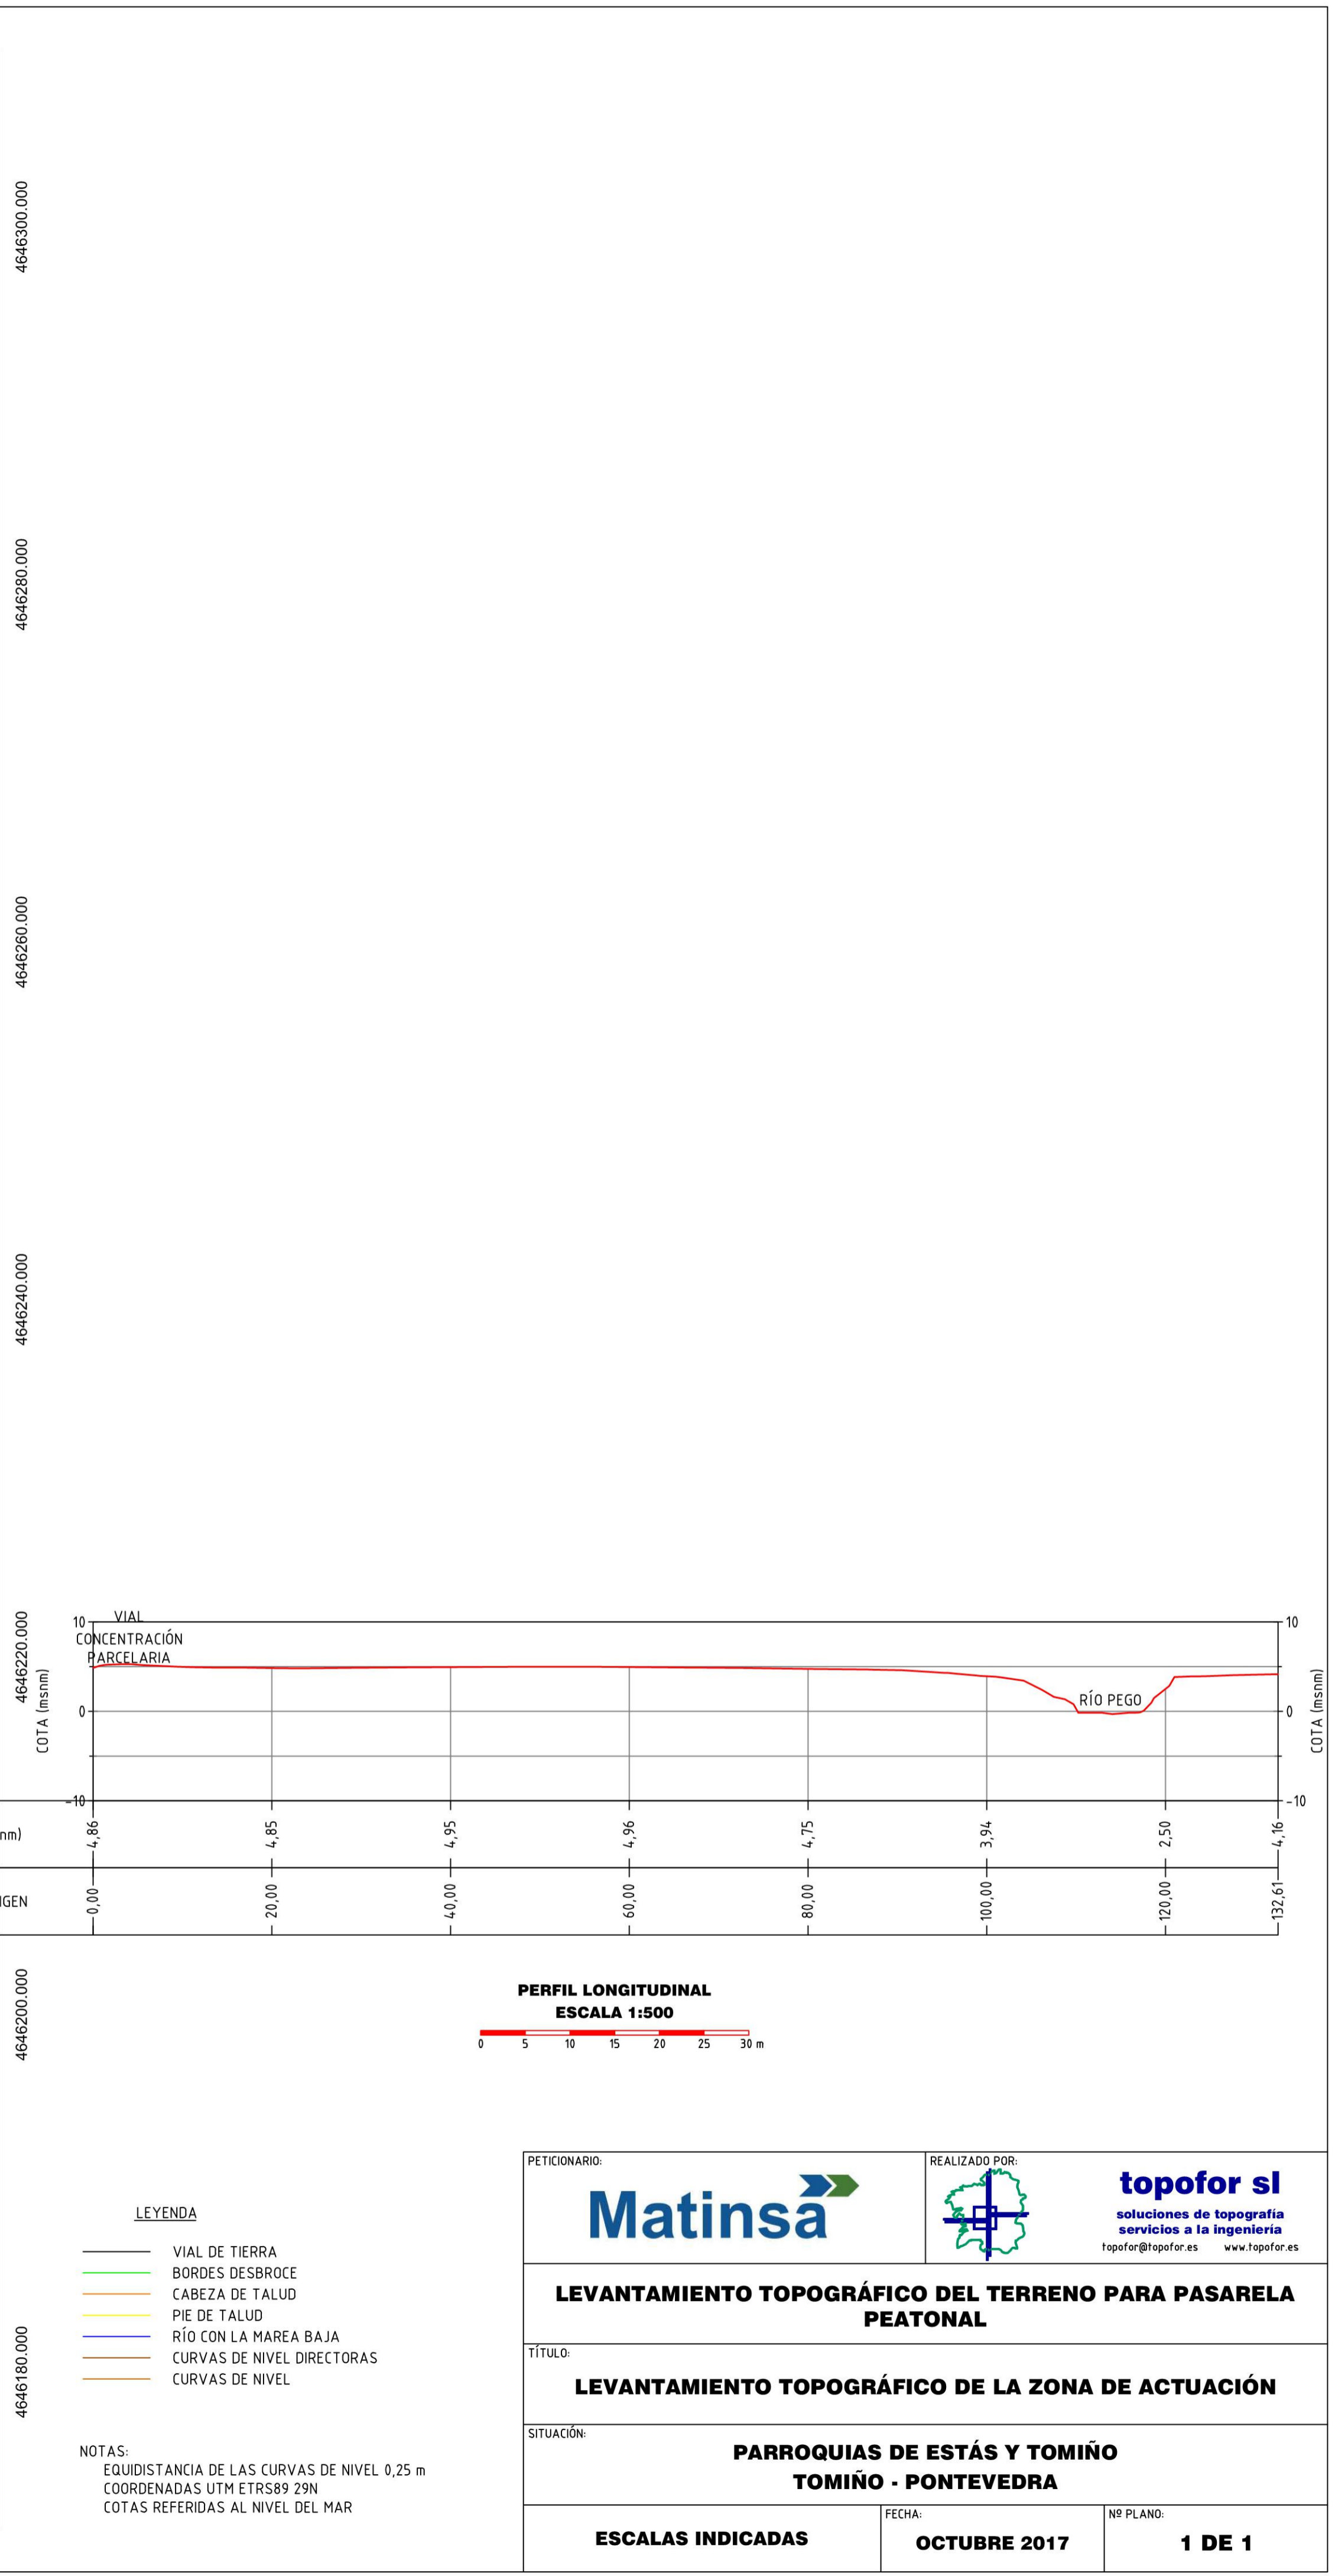 4646300.000
4646280.000
4646260.000
4646240.000
4646220.000
4646200.000
4646180.000
VIAL
CONCENTRACIÓN
PARCELARIA
10
0
-10
COTA (msnm)
RÍO PEGO
10
0
-10
COTA (msnm)
nm)
4,86
4,85
4,95
4,96
4,75
3,94
2,50
4,16
IGEN
0,00
20,00
40,00
60,00
80,00
100,00
120,00
132,61
PERFIL LONGITUDINAL
ESCALA 1:500
0 5 10 15 20 25 30 m
LEYENDA
VIAL DE TIERRA
BORDES DESBROCE
CABEZA DE TALUD
PIE DE TALUD
RÍO CON LA MAREA BAJA
CURVAS DE NIVEL DIRECTORAS
CURVAS DE NIVEL
NOTAS:
EQUIDISTANCIA DE LAS CURVAS DE NIVEL 0,25 m
COORDENADAS UTM ETRS89 29N
COTAS REFERIDAS AL NIVEL DEL MAR
PETICIONARIO:
Matinsa
REALIZADO POR:
topofor sl
soluciones de topografía
servicios a la ingeniería
topofor@topofor.es www.topofor.es
LEVANTAMIENTO TOPOGRÁFICO DEL TERRENO PARA PASARELA
PEATONAL
TÍTULO:
LEVANTAMIENTO TOPOGRÁFICO DE LA ZONA DE ACTUACIÓN
SITUACIÓN:
PARROQUIAS DE ESTÁS Y TOMIÑO
TOMIÑO - PONTEVEDRA
ESCALAS INDICADAS
FECHA:
OCTUBRE 2017
Nº PLANO:
1 DE 1